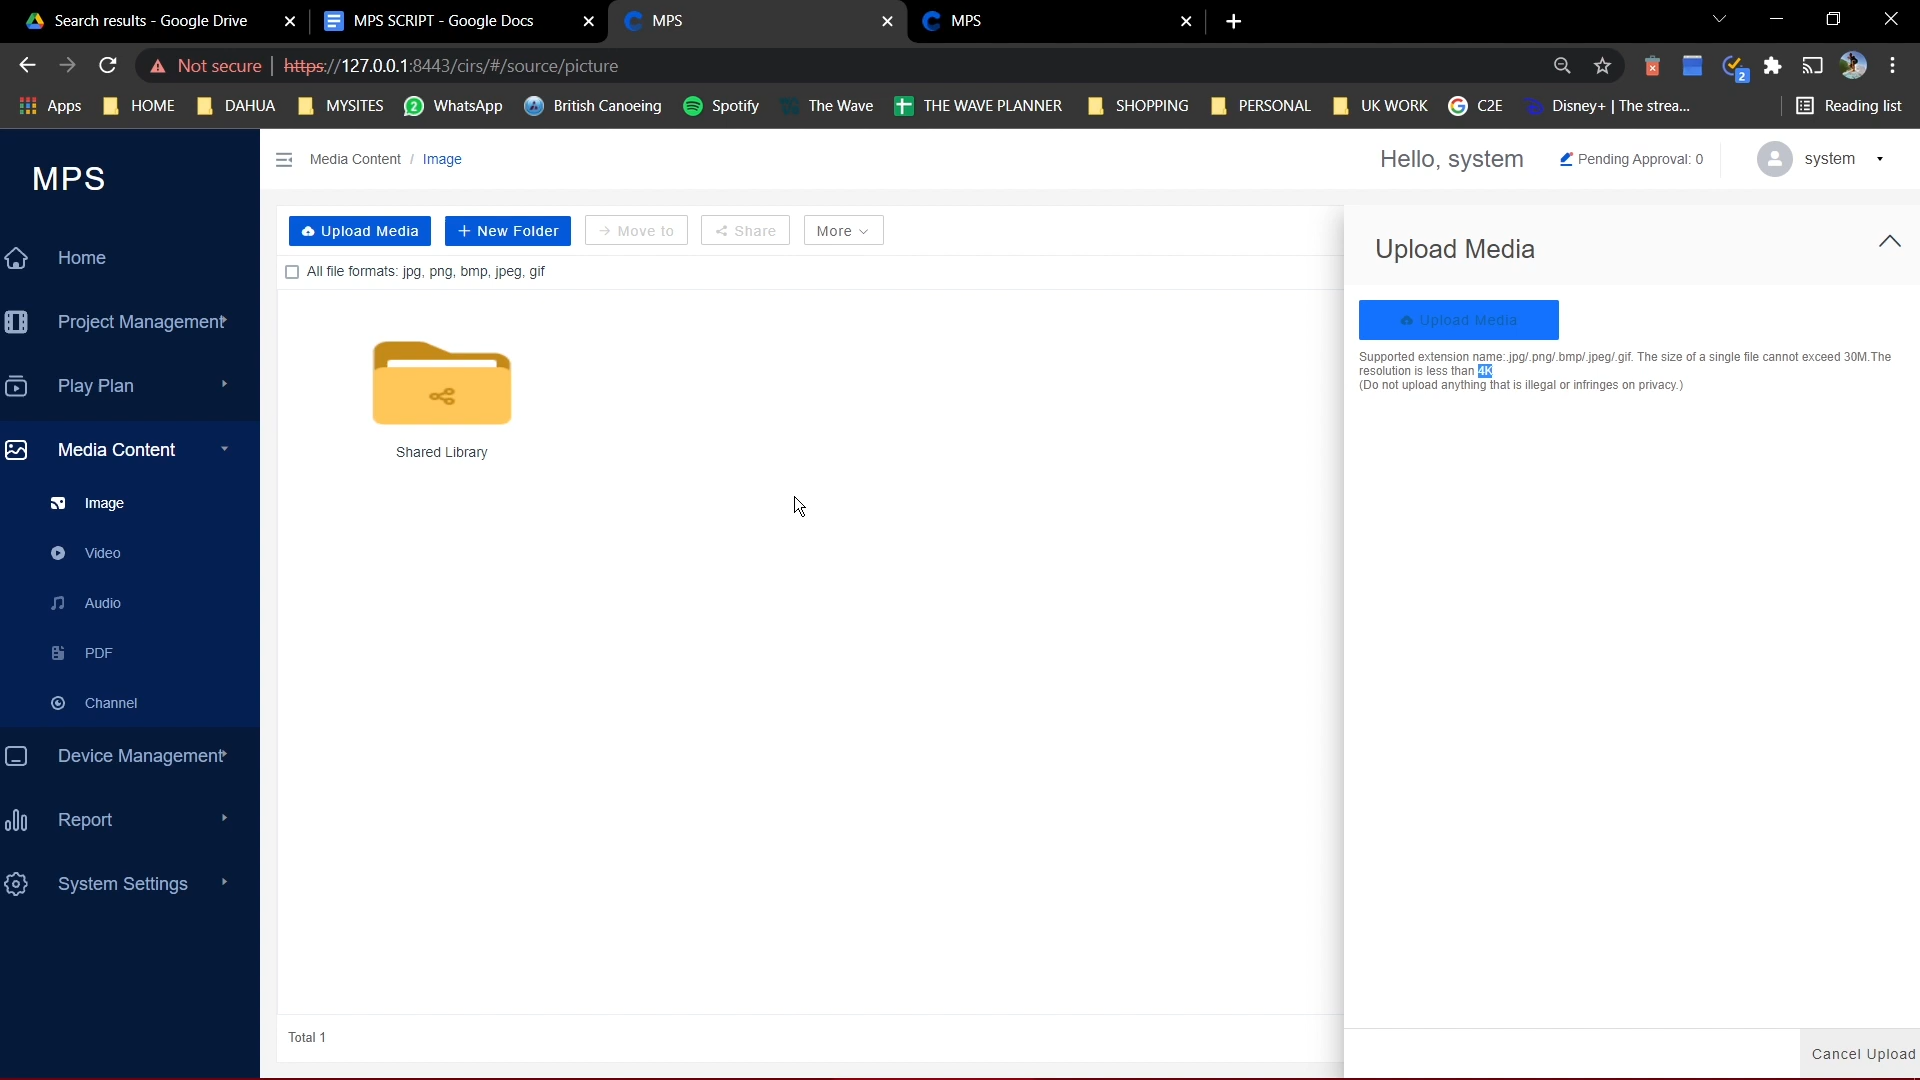 Search results - Google Drive
MPS SCRIPT - Google Docs
MPS
MPS
Not secure
https://127.0.0.1:8443/cirs/#/source/picture
2
Apps
HOME
DAHUA
MYSITES
2
WhatsApp
British Canoeing
Spotify
The Wave
THE WAVE PLANNER
SHOPPING
PERSONAL
UK WORK
C2E
Disney+ | The strea...
Reading list
MPS
Media Content / Image
Hello, system
Pending Approval: 0
system
Home
Project Management
Play Plan
Media Content
Image
Video
Audio
PDF
Channel
Device Management
Report
System Settings
Upload Media
New Folder
Move to
Share
More
All file formats: jpg, png, bmp, jpeg, gif
Shared Library
Total 1
Upload Media
Upload Media
Supported extension name:.jpg/.png/.bmp/.jpeg/.gif. The size of a single file cannot exceed 30M.The
resolution is less than 4K
(Do not upload anything that is illegal or infringes on privacy.)
Cancel Upload